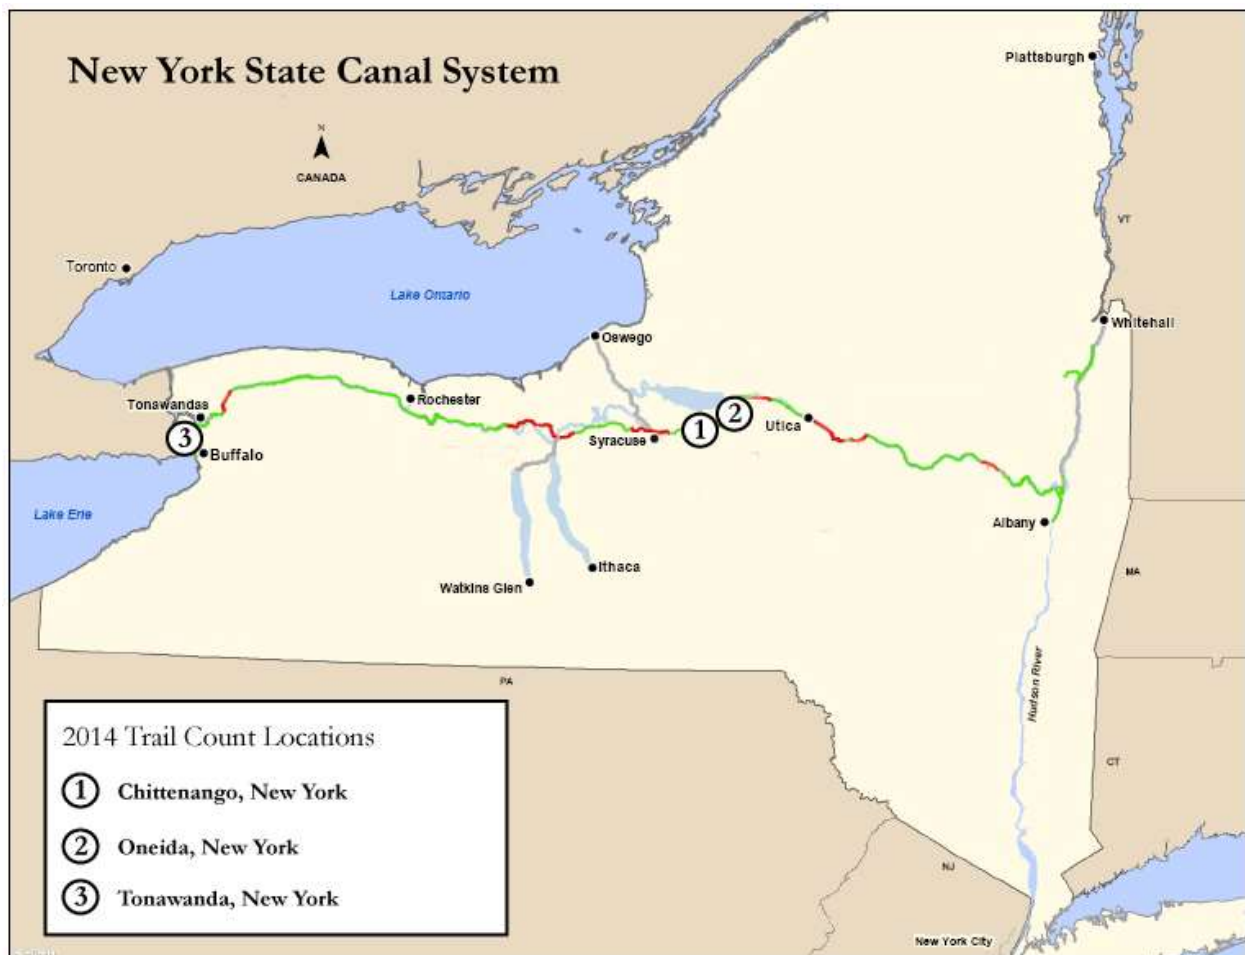 New York State Canal System
Plattsburgh
N
CANADA
VT
Toronto
Lake Ontario
Whitehall
Oswego
Tonawandas
Rochester
3
1
2
Utica
Syracuse
Buffalo
Lake Erie
Albany
Ithaca
Watkins Glen
MA
Hudson River
PA
CT
NJ
New York City
2014 Trail Count Locations
1 Chittenango, New York
2 Oneida, New York
3 Tonawanda, New York